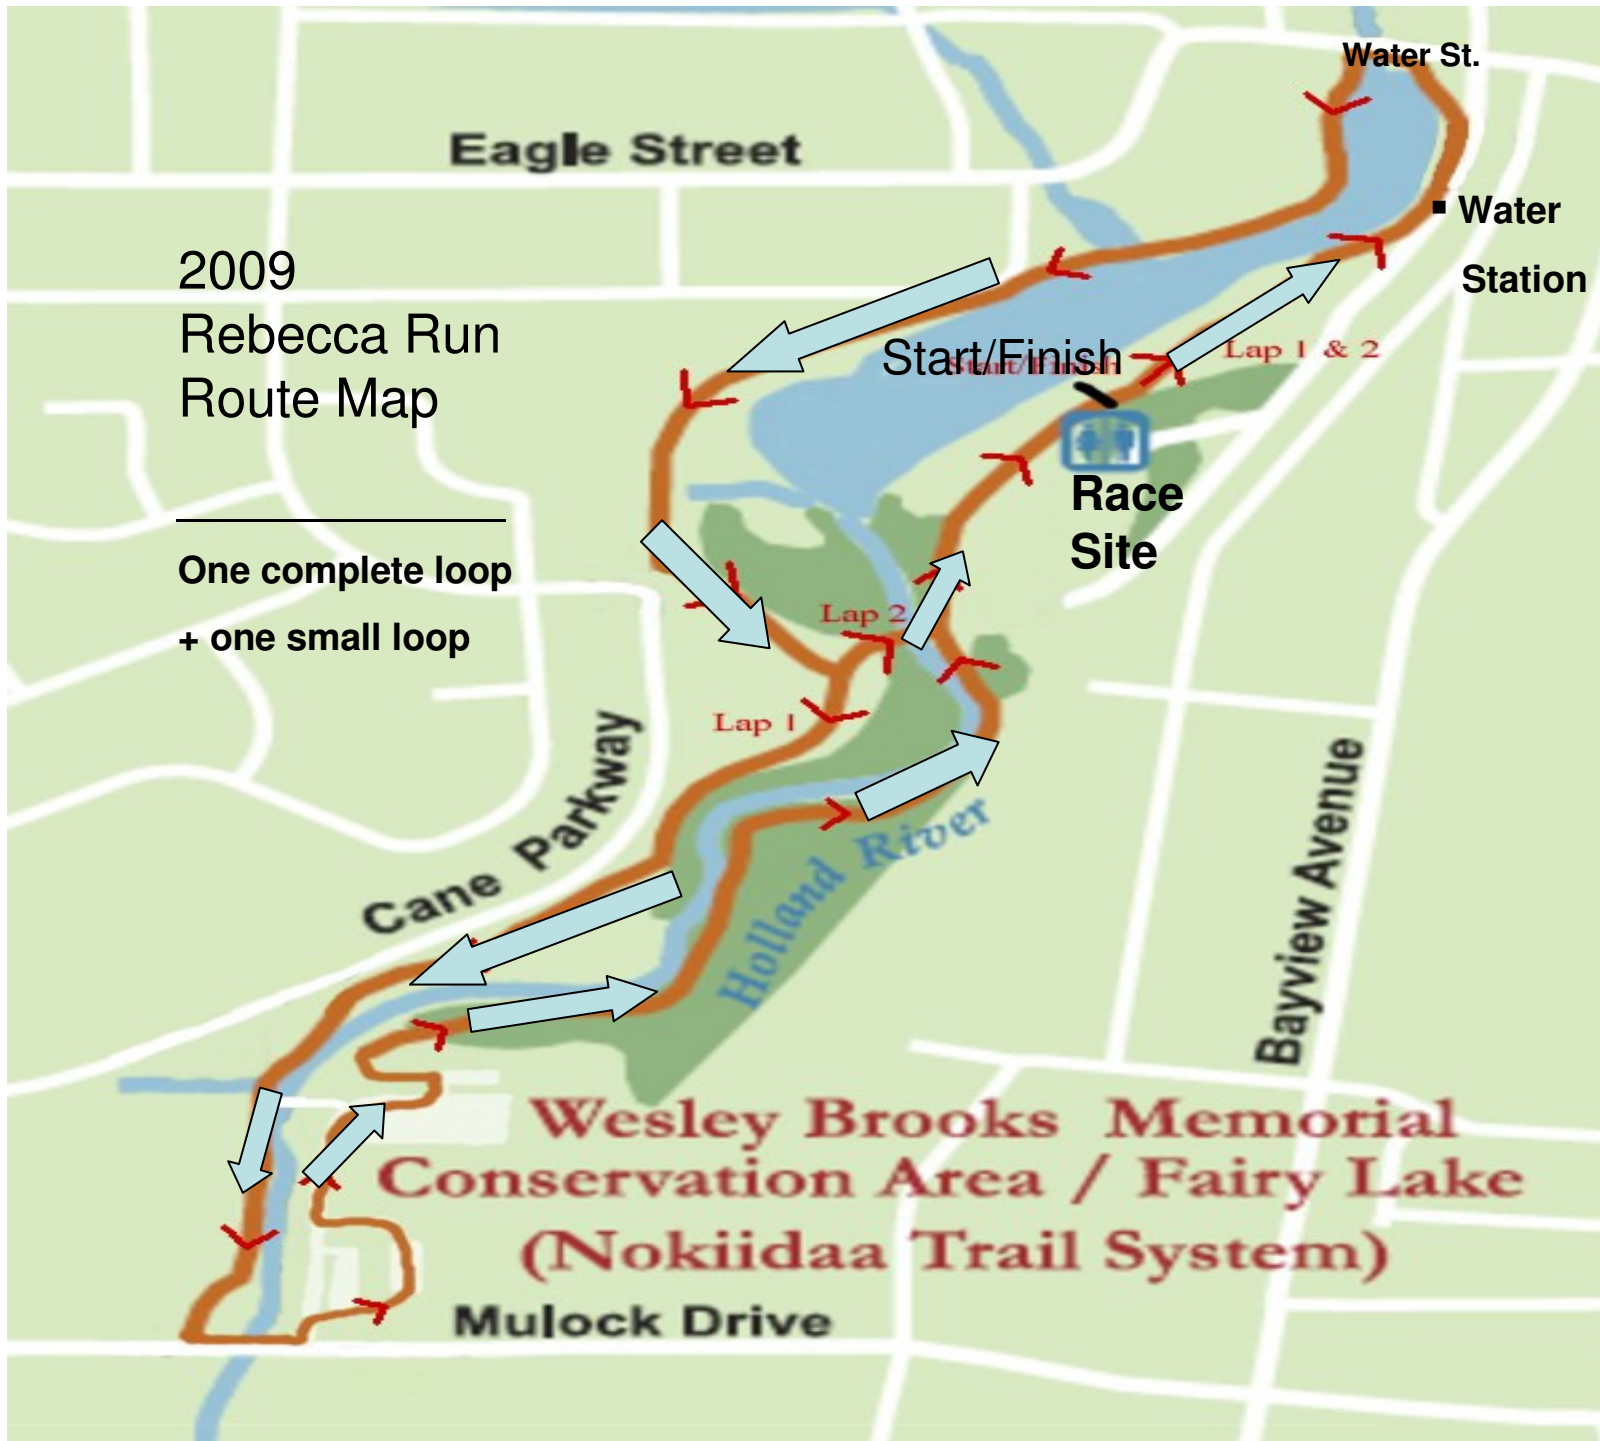 Water St.
Eagle Street
Water
Station
2009
Rebecca Run
Route Map
Start/Finish
Start/Finish
Lap 1 & 2
Race
Site
One complete loop
+ one small loop
Lap 2
Lap 1
Cane Parkway
Holland River
Bayview Avenue
Wesley Brooks Memorial
Conservation Area / Fairy Lake
(Nokiidaa Trail System)
Mulock Drive